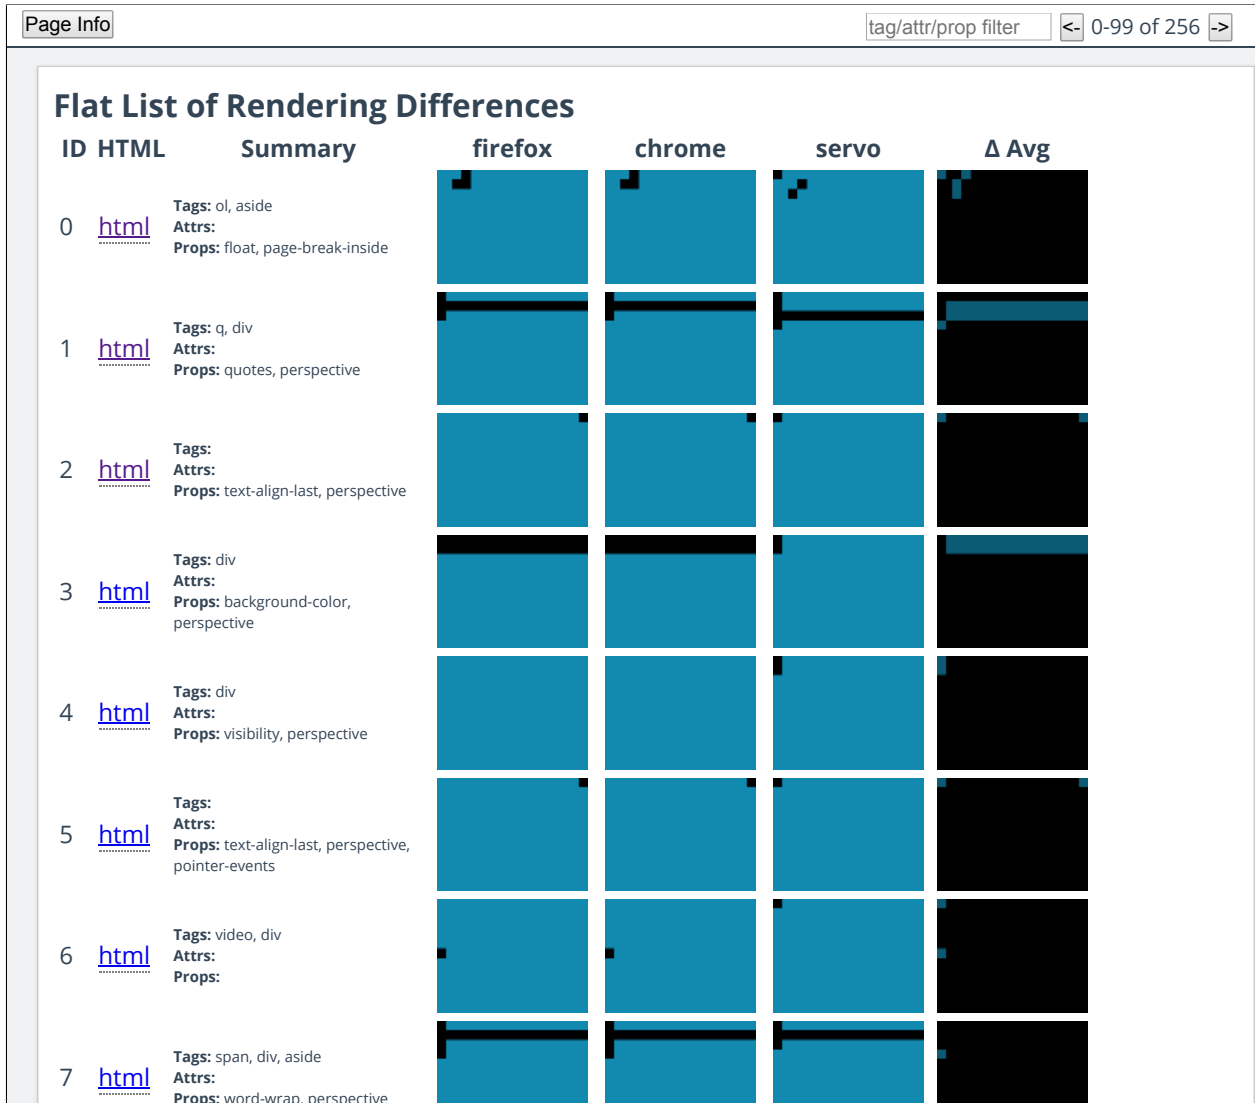 Page Info
tag/attr/prop filter <- 0-99 of 256 ->
Flat List of Rendering Differences
ID HTML Summary firefox chrome servo Δ Avg
0 html
Tags: ol, aside
Attrs:
Props: float, page-break-inside
1 html
Tags: q, div
Attrs:
Props: quotes, perspective
2 html
Tags:
Attrs:
Props: text-align-last, perspective
3 html
Tags: div
Attrs:
Props: background-color,
perspective
4 html
Tags: div
Attrs:
Props: visibility, perspective
5 html
Tags:
Attrs:
Props: text-align-last, perspective,
pointer-events
6 html
Tags: video, div
Attrs:
Props:
7 html
Tags: span, div, aside
Attrs:
Props: word-wrap, perspective